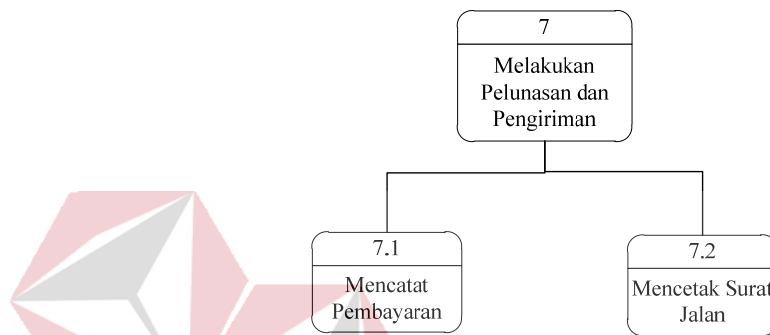 7
Melakukan
Pelunasan dan
Pengiriman
7.1
Mencatat
Pembayaran
7.2
Mencetak Surat
Jalan